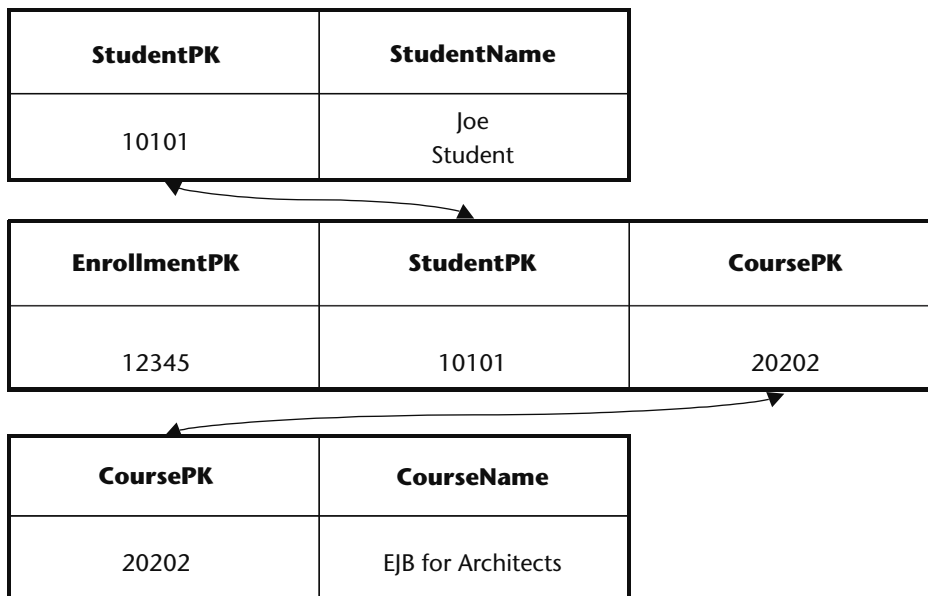 StudentPK StudentName
10101 Joe
Student
EnrollmentPK StudentPK CoursePK
12345 10101 20202
CoursePK CourseName
20202 EJB for Architects